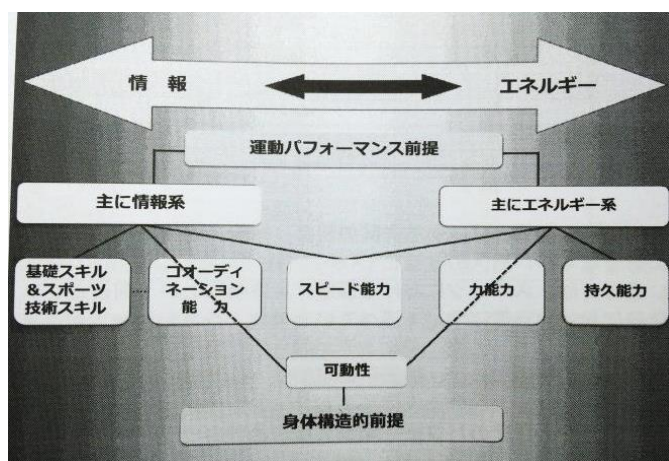 情 報
エネルギー
運動パフォーマンス前提
主に情報系
主にエネルギー系
基礎スキル
&スポーツ
技術スキル
コオーディ
ネーション
能 力
スピード能力
力能力
持久能力
可動性
身体構造的前提